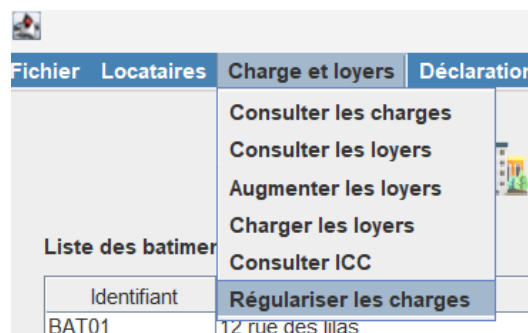 Fichier Locataires Charge et loyers Déclaration
Consulter les charges
Consulter les loyers
Augmenter les loyers
Charger les loyers
Consulter ICC
Régulariser les charges
Liste des batimer
Identifiant
BAT01 12 rue des lilas